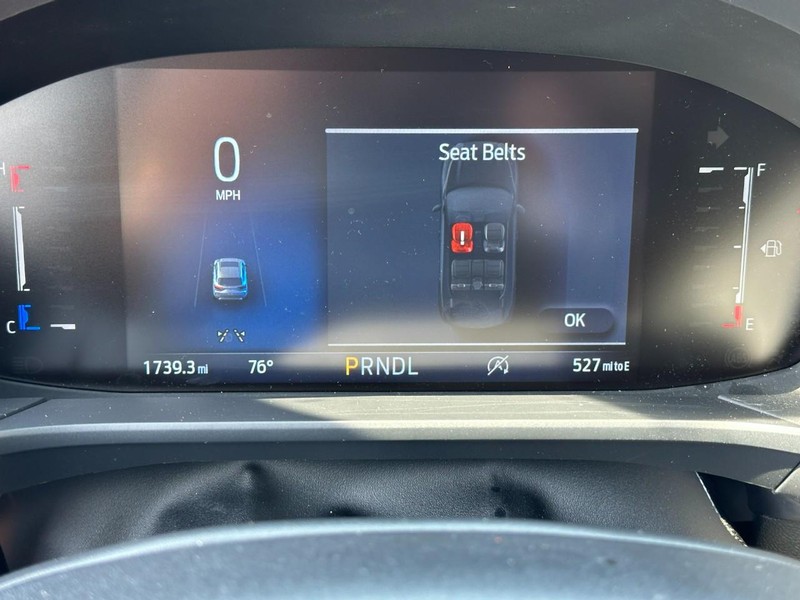 Seat Belts
0
MPH
H
F
C
E
OK
1739.3 mi
76°
PRNDL
527 mi to E